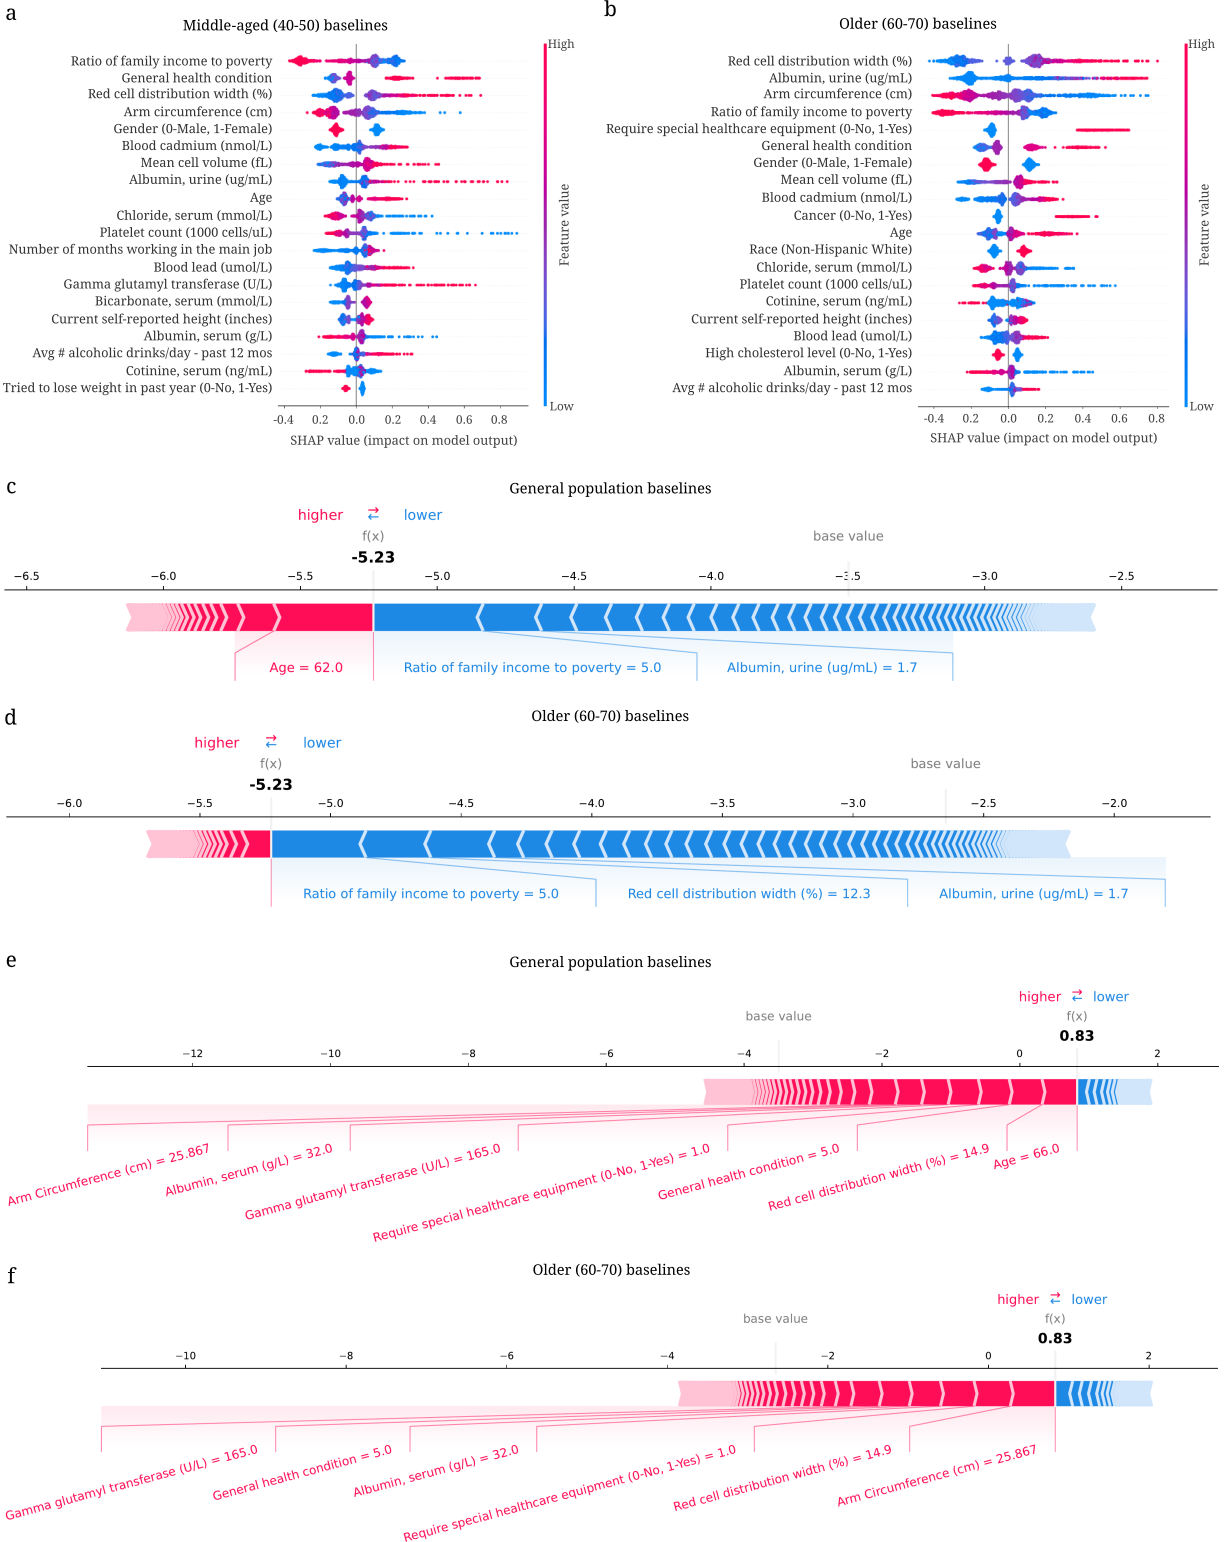 a
Middle-aged (40-50) baselines
Ratio of family income to poverty
General health condition
Red cell distribution width (%)
Arm circumference (cm)
Gender (0-Male, 1-Female)
Blood cadmium (nmol/L)
Mean cell volume (fL)
Albumin, urine (ug/mL)
Age
Chloride, serum (mmol/L)
Platelet count (1000 cells/uL)
Number of months working in the main job
Blood lead (umol/L)
Gamma glutamyl transferase (U/L)
Bicarbonate, serum (mmol/L)
Current self-reported height (inches)
Albumin, serum (g/L)
Avg # alcoholic drinks/day - past 12 mos
Cotinine, serum (ng/mL)
Tried to lose weight in past year (0-No, 1-Yes)
-0.4 -0.2 0.0 0.2 0.4 0.6 0.8
SHAP value (impact on model output)
High
Feature value
Low
b
Older (60-70) baselines
Red cell distribution width (%)
Albumin, urine (ug/mL)
Arm circumference (cm)
Ratio of family income to poverty
Require special healthcare equipment (0-No, 1-Yes)
General health condition
Gender (0-Male, 1-Female)
Mean cell volume (fL)
Blood cadmium (nmol/L)
Cancer (0-No, 1-Yes)
Age
Race (Non-Hispanic White)
Chloride, serum (mmol/L)
Platelet count (1000 cells/uL)
Cotinine, serum (ng/mL)
Current self-reported height (inches)
Blood lead (umol/L)
High cholesterol level (0-No, 1-Yes)
Albumin, serum (g/L)
Avg # alcoholic drinks/day - past 12 mos
-0.4 -0.2 0.0 0.2 0.4 0.6 0.8
SHAP value (impact on model output)
High
Feature value
Low
c
General population baselines
higher ⇄ lower
f(x)
base value
-5.23
−6.5 −6.0 −5.5 −5.0 −4.5 −4.0 −3.5 −3.0 −2.5
Age = 62.0
Ratio of family income to poverty = 5.0
Albumin, urine (ug/mL) = 1.7
d
Older (60-70) baselines
higher ⇄ lower
f(x)
base value
-5.23
−6.0 −5.5 −5.0 −4.5 −4.0 −3.5 −3.0 −2.5 −2.0
Ratio of family income to poverty = 5.0
Red cell distribution width (%) = 12.3
Albumin, urine (ug/mL) = 1.7
e
General population baselines
higher ⇄ lower
base value
f(x)
0.83
−12 −10 −8 −6 −4 −2 0 2
Arm Circumference (cm) = 25.867
Albumin, serum (g/L) = 32.0
Gamma glutamyl transferase (U/L) = 165.0
Require special healthcare equipment (0-No, 1-Yes) = 1.0
General health condition = 5.0
Red cell distribution width (%) = 14.9
Age = 66.0
f
Older (60-70) baselines
higher ⇄ lower
base value
f(x)
0.83
−10 −8 −6 −4 −2 0 2
Gamma glutamyl transferase (U/L) = 165.0
General health condition = 5.0
Albumin, serum (g/L) = 32.0
Require special healthcare equipment (0-No, 1-Yes) = 1.0
Red cell distribution width (%) = 14.9
Arm Circumference (cm) = 25.867